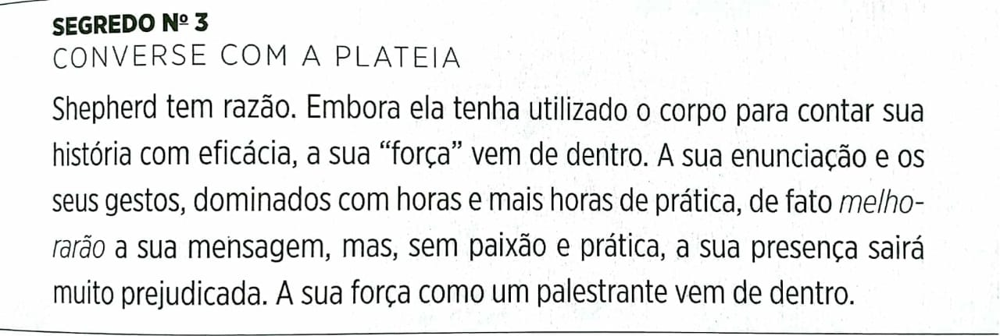 SEGREDO Nº 3
CONVERSE COM A PLATEIA
Shepherd tem razão. Embora ela tenha utilizado o corpo para contar sua
história com eficácia, a sua “força” vem de dentro. A sua enunciação e os
seus gestos, dominados com horas e mais horas de prática, de fato melho-
rarão a sua mensagem, mas, sem paixão e prática, a sua presença sairá
muito prejudicada. A sua força como um palestrante vem de dentro.